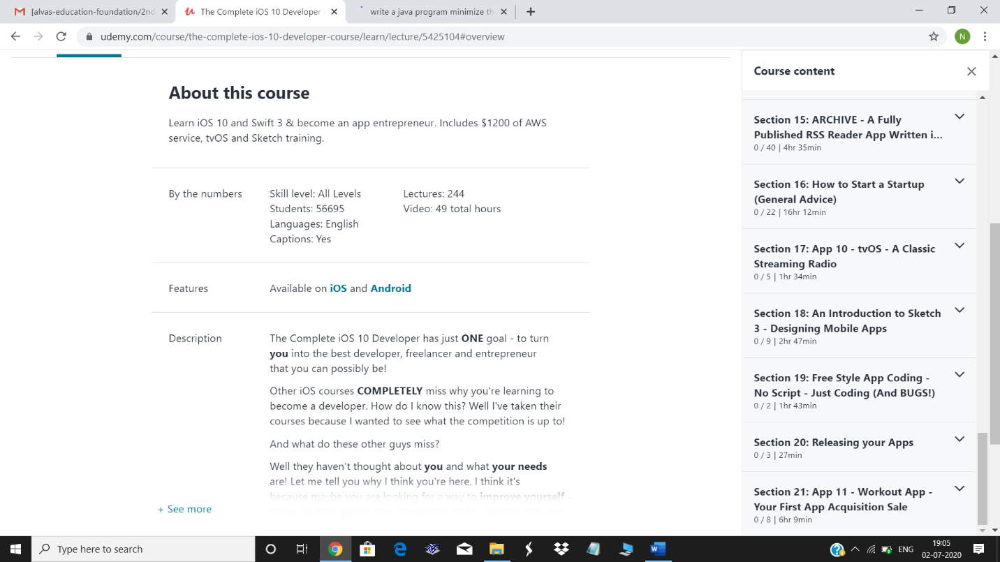 [alvas-education-foundation/2nd
The Complete iOS 10 Developer
write a java program minimize th
udemy.com/course/the-complete-ios-10-developer-course/learn/lecture/5425104#overview
N
About this course
Learn iOS 10 and Swift 3 & become an app entrepreneur. Includes $1200 of AWS
service, tvOS and Sketch training.
By the numbers
Skill level: All Levels
Students: 56695
Languages: English
Captions: Yes
Lectures: 244
Video: 49 total hours
Features
Available on iOS and Android
Description
The Complete iOS 10 Developer has just ONE goal - to turn
you into the best developer, freelancer and entrepreneur
that you can possibly be!
Other iOS courses COMPLETELY miss why you're learning to
become a developer. How do I know this? Well I've taken their
courses because I wanted to see what the competition is up to!
And what do these other guys miss?
Well they haven't thought about you and what your needs
are! Let me tell you why I think you're here. I think it's
because maybe you are looking for a way to improve yourself -
+ See more
Course content
Section 15: ARCHIVE - A Fully
Published RSS Reader App Written i...
0 / 40 | 4hr 35min
Section 16: How to Start a Startup
(General Advice)
0 / 22 | 16hr 12min
Section 17: App 10 - tvOS - A Classic
Streaming Radio
0 / 5 | 1hr 34min
Section 18: An Introduction to Sketch
3 - Designing Mobile Apps
0 / 9 | 2hr 47min
Section 19: Free Style App Coding -
No Script - Just Coding (And BUGS!)
0 / 2 | 1hr 43min
Section 20: Releasing your Apps
0 / 3 | 27min
Section 21: App 11 - Workout App -
Your First App Acquisition Sale
0 / 8 | 6hr 9min
Type here to search
ENG
19:05
02-07-2020